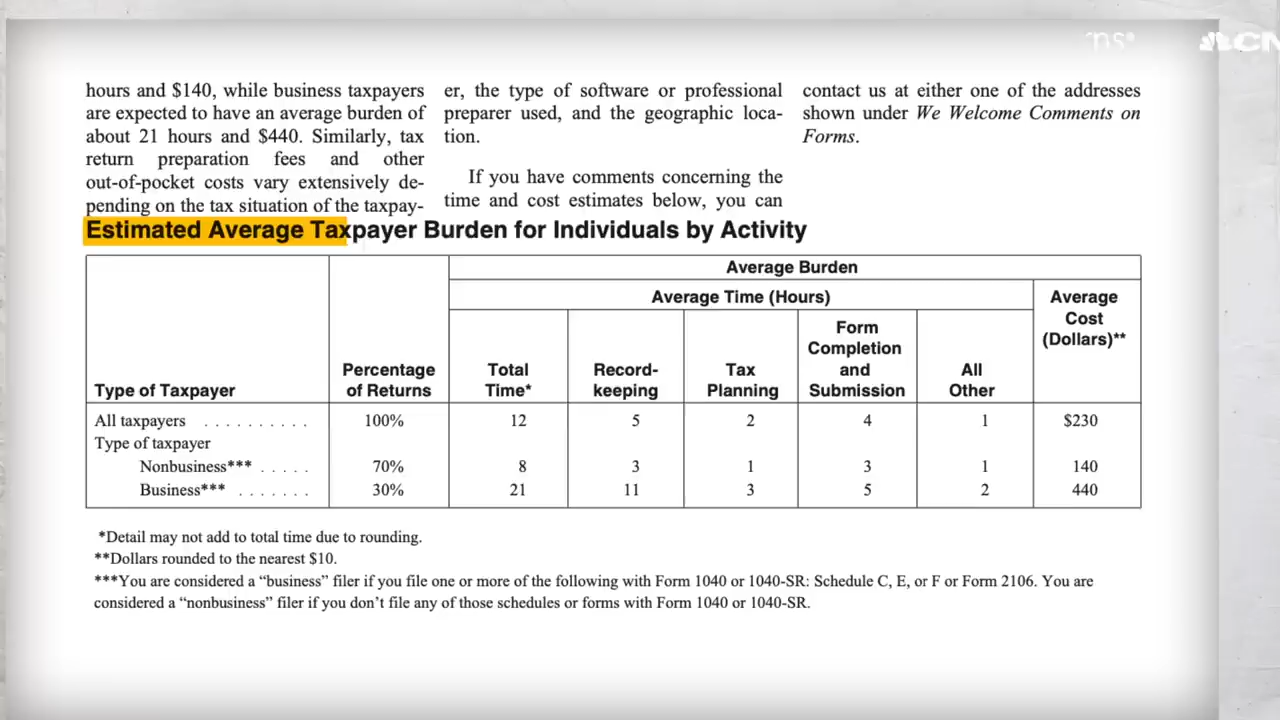 hours and $140, while business taxpayers
are expected to have an average burden of
about 21 hours and $440. Similarly, tax
return preparation fees and other
out-of-pocket costs vary extensively de-
pending on the tax situation of the taxpay-
er, the type of software or professional
preparer used, and the geographic loca-
tion.
If you have comments concerning the
time and cost estimates below, you can
contact us at either one of the addresses
shown under We Welcome Comments on
Forms.
Estimated Average Taxpayer Burden for Individuals by Activity
Average Burden
Average Time (Hours)
Average
Cost
(Dollars)**
Type of Taxpayer
Percentage
of Returns
Total
Time*
Record-
keeping
Tax
Planning
Form
Completion
and
Submission
All
Other
All taxpayers . . . . . . . . . . 100% 12 5 2 4 1 $230
Type of taxpayer
Nonbusiness*** . . . . . 70% 8 3 1 3 1 140
Business*** . . . . . . . 30% 21 11 3 5 2 440
*Detail may not add to total time due to rounding.
**Dollars rounded to the nearest $10.
***You are considered a “business” filer if you file one or more of the following with Form 1040 or 1040-SR: Schedule C, E, or F or Form 2106. You are
considered a “nonbusiness” filer if you don’t file any of those schedules or forms with Form 1040 or 1040-SR.